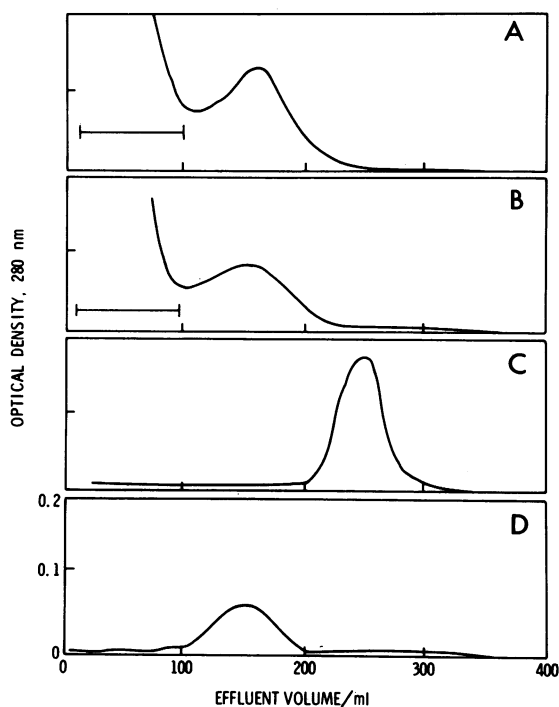 A
B
OPTICAL DENSITY, 280 nm
C
D
0.2
0.1
0
0 100 200 300 400
EFFLUENT VOLUME/ml